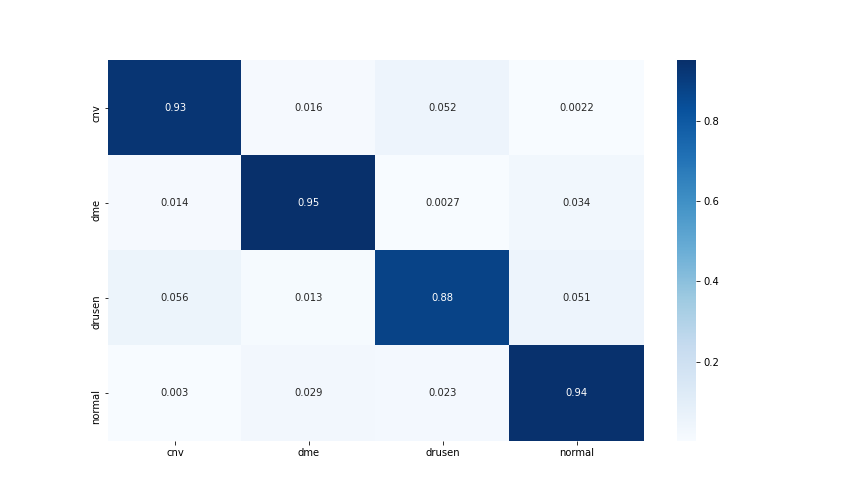 cnv 0.93 0.016 0.052 0.0022
0.8
dme 0.014 0.95 0.0027 0.034
0.6
0.4
drusen 0.056 0.013 0.88 0.051
0.2
normal 0.003 0.029 0.023 0.94
cnv dme drusen normal